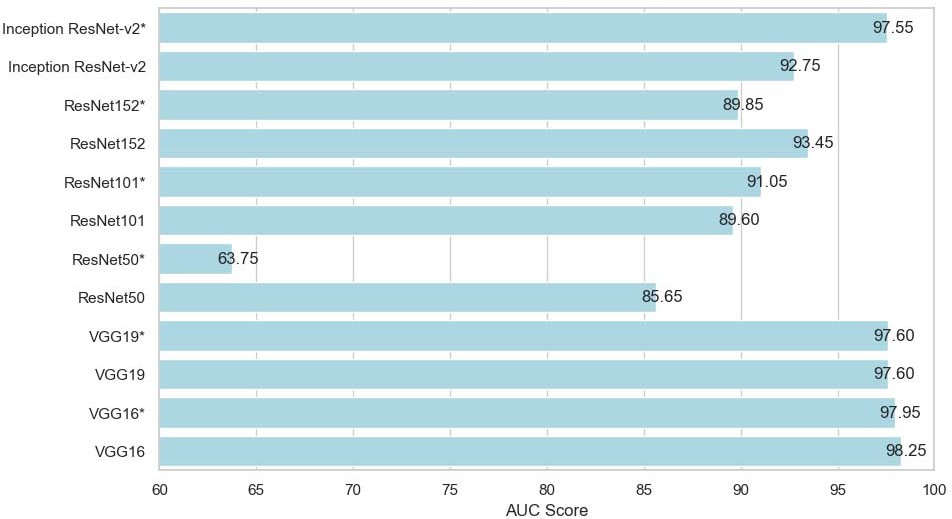 Inception ResNet-v2* 97.55
Inception ResNet-v2 92.75
ResNet152* 89.85
ResNet152 93.45
ResNet101* 91.05
ResNet101 89.60
ResNet50* 63.75
ResNet50 85.65
VGG19* 97.60
VGG19 97.60
VGG16* 97.95
VGG16 98.25
60 65 70 75 80 85 90 95 100
AUC Score